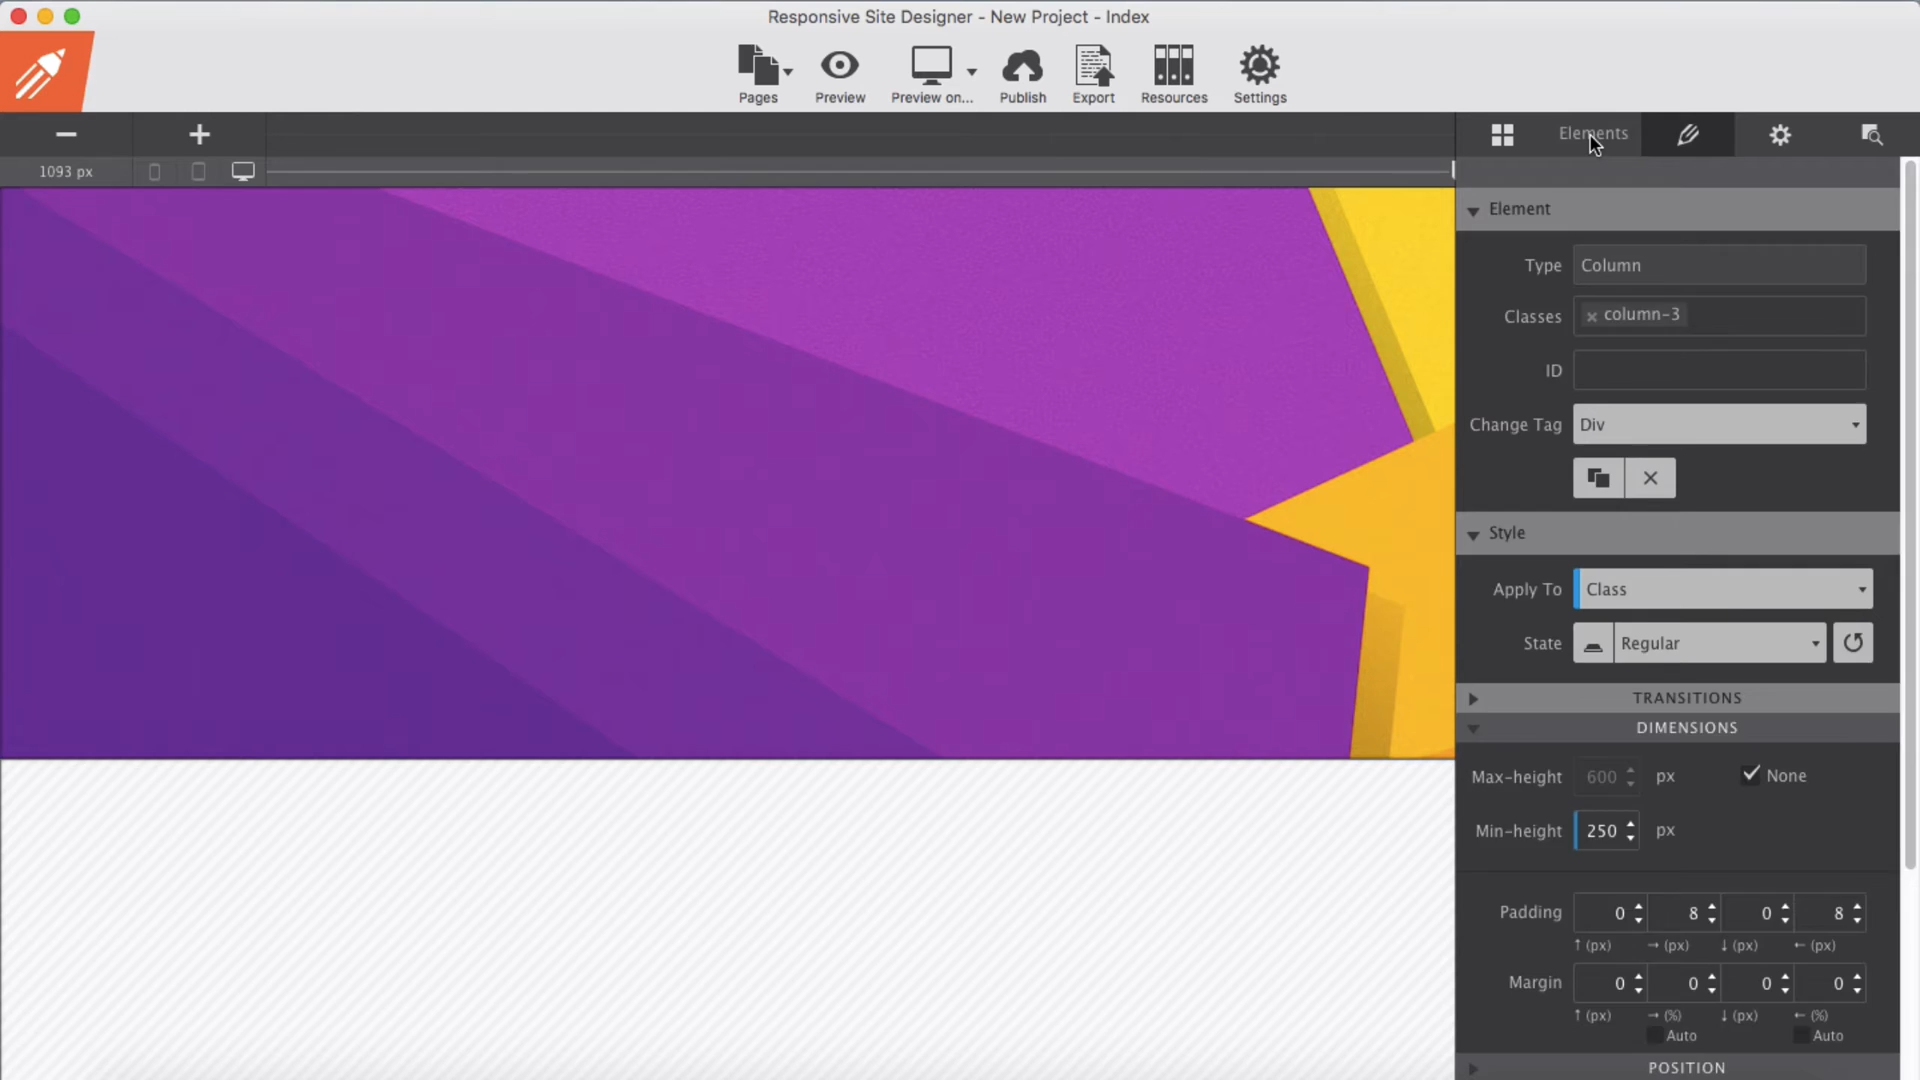 Responsive Site Designer - New Project - Index
Pages
Preview
Preview on...
Publish
Export
Resources
Settings
1093 px
Elements
Element
Type Column
Classes × column-3
ID
Change Tag Div
Style
Apply To Class
State Regular
TRANSITIONS
DIMENSIONS
Max-height 600 px None
Min-height 250 px
Padding 0 8 0 8
↑ (px) → (px) ↓ (px) ← (px)
Margin 0 0 0 0
↑ (px) → (%) ↓ (px) ← (%)
Auto Auto
POSITION